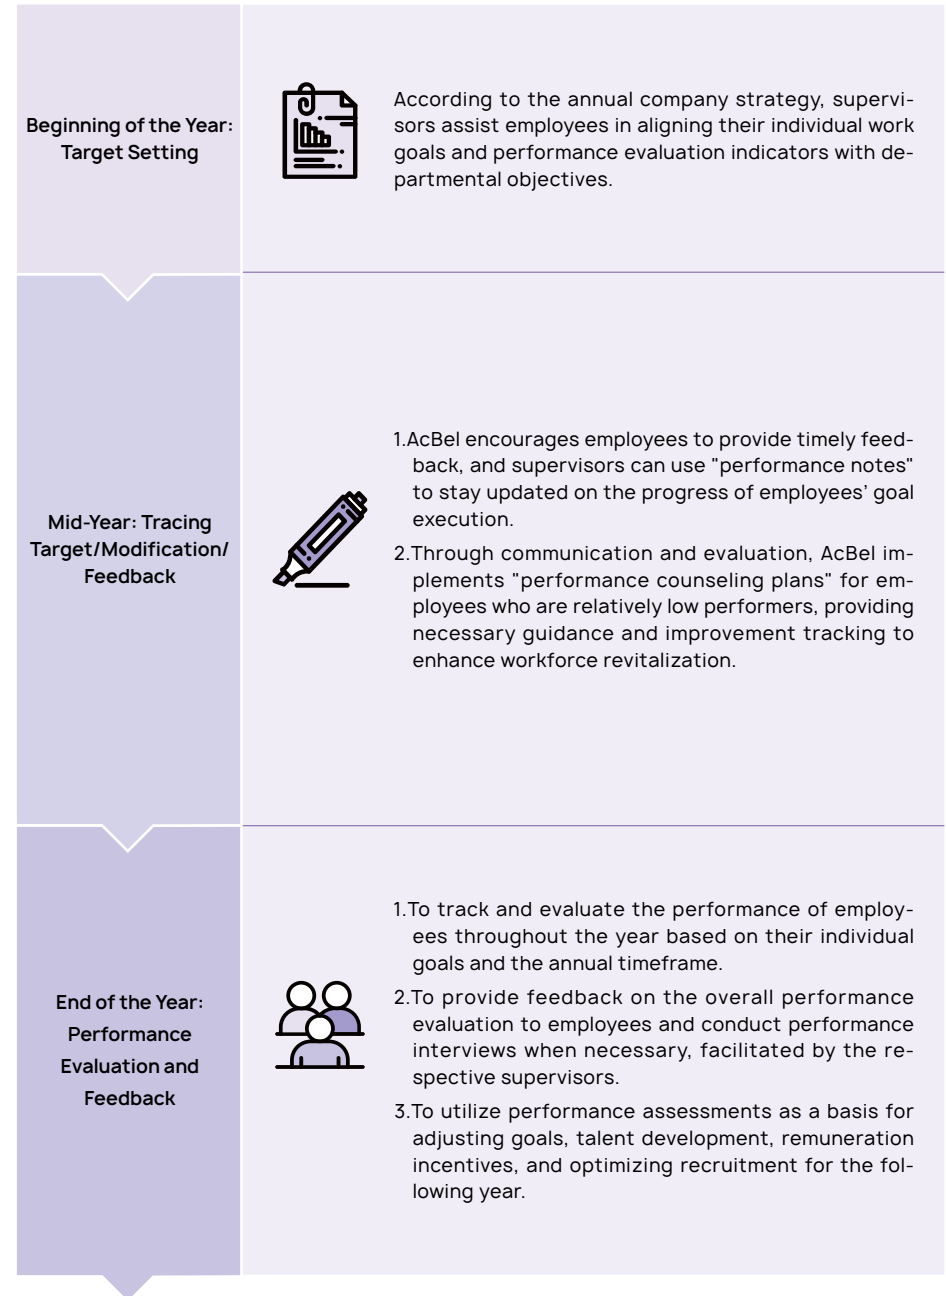 Beginning of the Year:
Target Setting
According to the annual company strategy, supervi-
sors assist employees in aligning their individual work
goals and performance evaluation indicators with de-
partmental objectives.
Mid-Year: Tracing
Target/Modification/
Feedback
1.AcBel encourages employees to provide timely feed-
back, and supervisors can use "performance notes"
to stay updated on the progress of employees’ goal
execution.
2.Through communication and evaluation, AcBel im-
plements "performance counseling plans" for em-
ployees who are relatively low performers, providing
necessary guidance and improvement tracking to
enhance workforce revitalization.
End of the Year:
Performance
Evaluation and
Feedback
1.To track and evaluate the performance of employ-
ees throughout the year based on their individual
goals and the annual timeframe.
2.To provide feedback on the overall performance
evaluation to employees and conduct performance
interviews when necessary, facilitated by the re-
spective supervisors.
3.To utilize performance assessments as a basis for
adjusting goals, talent development, remuneration
incentives, and optimizing recruitment for the fol-
lowing year.